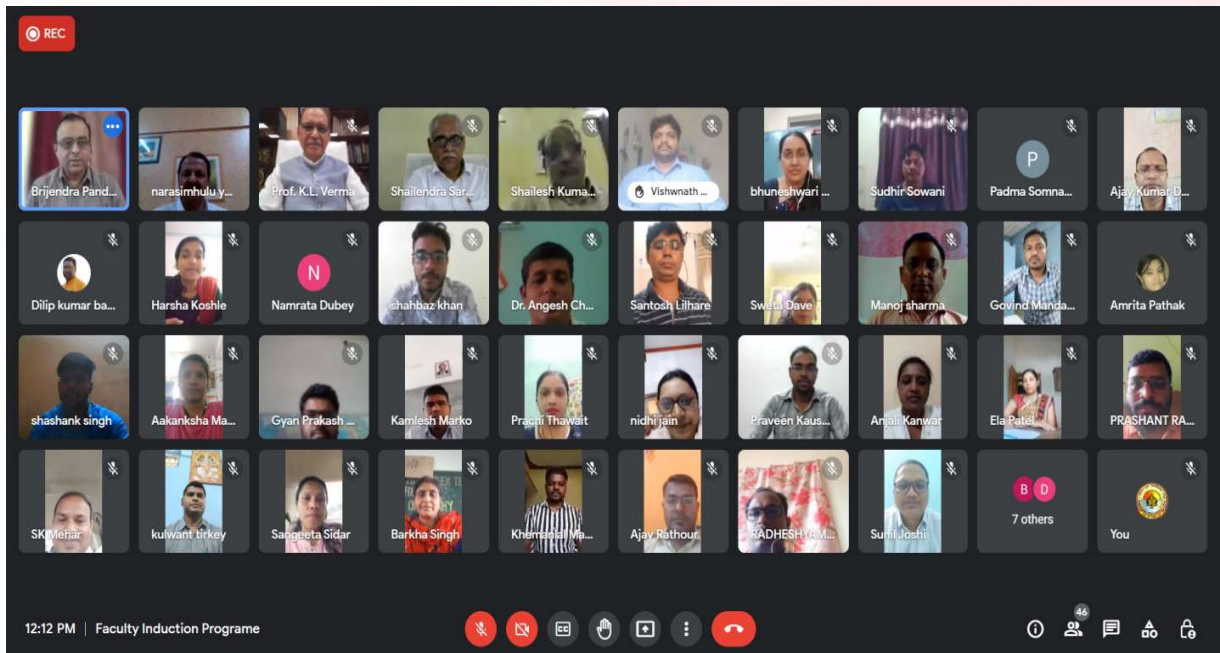 REC
Brijendra Pand...
narasimhulu y...
Prof. K.L. Verma
Shailendra Sar...
Shailesh Kuma...
Vishwnath ...
bhuneshwari ...
Sudhir Sowani
P
Padma Somna...
Ajay Kumar D...
Dilip kumar ba...
Harsha Koshle
N
Namrata Dubey
shahbaz khan
Dr. Angesh Ch...
Santosh Lilhare
Sweta Dave
Manoj sharma
Govind Manda...
Amrita Pathak
shashank singh
Aakanksha Ma...
Gyan Prakash ...
Kamlesh Marko
Prachi Thawait
nidhi jain
Praveen Kaus...
Anjali Kanwar
Ela Patel
PRASHANT RA...
SK Mehar
kulwant tirkey
Sangeeta Sidar
Barkha Singh
Khemanlal Ma...
Ajay Rathour
RADHESHYAM...
Sunil Joshi
B D
7 others
You
12:12 PM | Faculty Induction Programe
CC
46